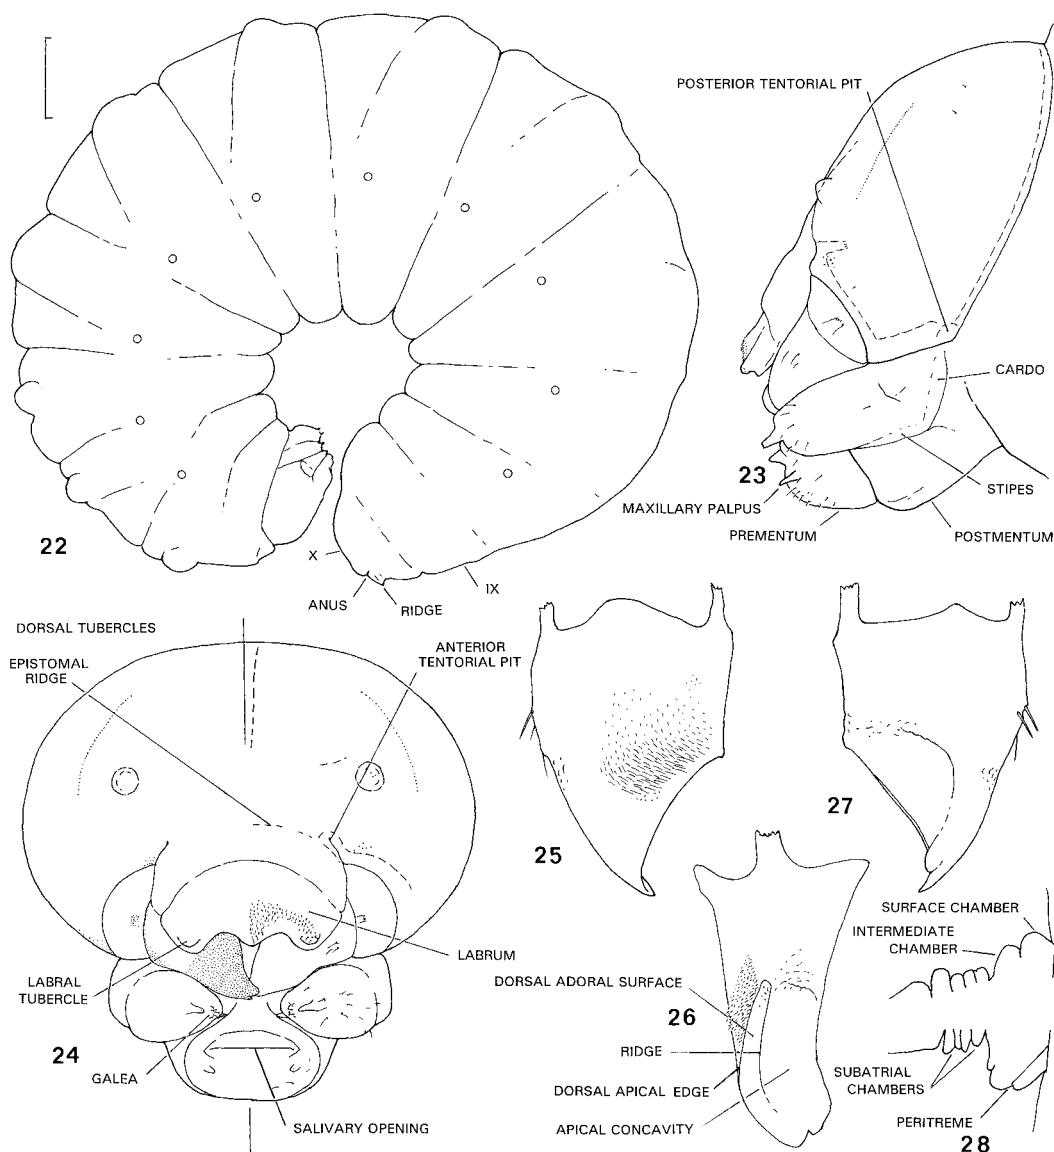 POSTERIOR TENTORIAL PIT
CARDO
23
STIPES
MAXILLARY PALPUS
PREMENTUM
POSTMENTUM
22
X
IX
ANUS
RIDGE
DORSAL TUBERCLES
EPISTOMAL
RIDGE
ANTERIOR
TENTORIAL PIT
LABRUM
LABRAL
TUBERCLE
24
GALEA
SALIVARY OPENING
25
27
DORSAL ADORAL SURFACE
26
RIDGE
DORSAL APICAL EDGE
APICAL CONCAVITY
SURFACE CHAMBER
INTERMEDIATE
CHAMBER
SUBATRIAL
CHAMBERS
PERITREME
28